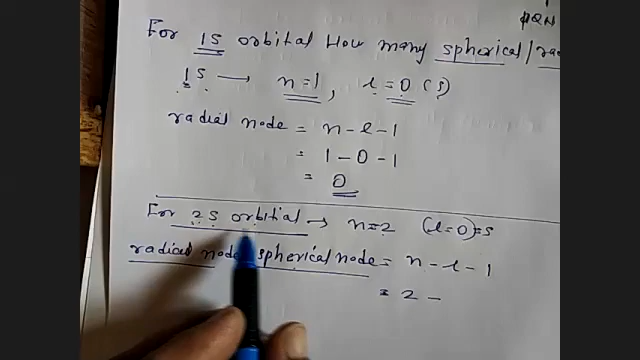 PQN
For 1s orbital How many spherical/rad
1s → n=1, l=0 (s)
radial node = n-l-1
= 1-0-1
= 0
For 2s orbital → n=2 (l=0)=s
radial node spherical node = n-l-1
= 2-